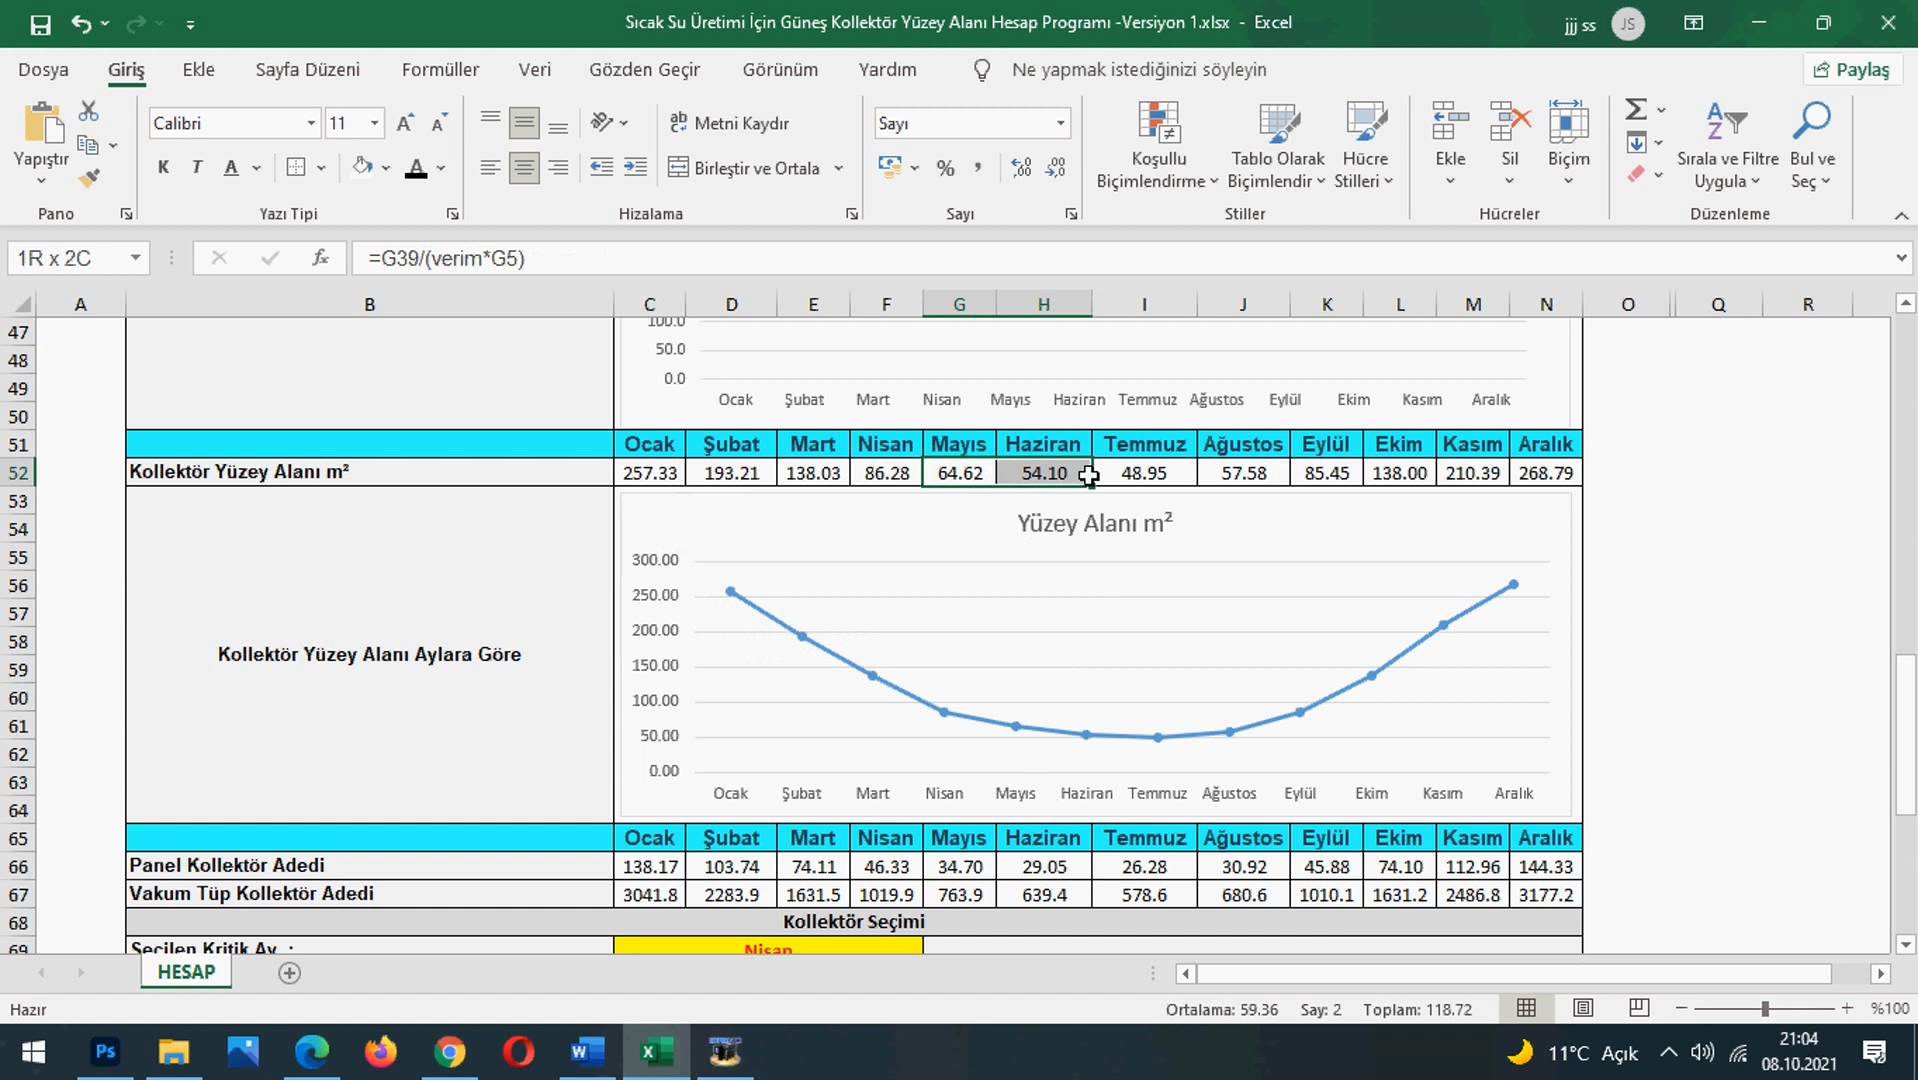 Sıcak Su Üretimi İçin Güneş Kollektör Yüzey Alanı Hesap Programı -Versiyon 1.xlsx - Excel
jjj ss
JS
Dosya Giriş Ekle Sayfa Düzeni Formüller Veri Gözden Geçir Görünüm Yardım Ne yapmak istediğinizi söyleyin Paylaş
Yapıştır
Calibri 11
K T A
Metni Kaydır
Birleştir ve Ortala
Sayı
Koşullu Biçimlendirme
Tablo Olarak Biçimlendir
Hücre Stilleri
Ekle
Sil
Biçim
Sırala ve Filtre Uygula
Bul ve Seç
Pano Yazı Tipi Hizalama Sayı Stiller Hücreler Düzenleme
1R x 2C fx =G39/(verim*G5)
A B C D E F G H I J K L M N O Q R
47 100.0
48 50.0
49 0.0
50 Ocak Şubat Mart Nisan Mayıs Haziran Temmuz Ağustos Eylül Ekim Kasım Aralık
51 Ocak Şubat Mart Nisan Mayıs Haziran Temmuz Ağustos Eylül Ekim Kasım Aralık
52 Kollektör Yüzey Alanı m² 257.33 193.21 138.03 86.28 64.62 54.10 48.95 57.58 85.45 138.00 210.39 268.79
53
54 Yüzey Alanı m²
55 300.00
56 250.00
57
58 200.00
Kollektör Yüzey Alanı Aylara Göre
59 150.00
60 100.00
61
62 50.00
63 0.00
64 Ocak Şubat Mart Nisan Mayıs Haziran Temmuz Ağustos Eylül Ekim Kasım Aralık
65 Ocak Şubat Mart Nisan Mayıs Haziran Temmuz Ağustos Eylül Ekim Kasım Aralık
66 Panel Kollektör Adedi 138.17 103.74 74.11 46.33 34.70 29.05 26.28 30.92 45.88 74.10 112.96 144.33
67 Vakum Tüp Kollektör Adedi 3041.8 2283.9 1631.5 1019.9 763.9 639.4 578.6 680.6 1010.1 1631.2 2486.8 3177.2
68 Kollektör Seçimi
69 Seçilen Kritik Ay : Nisan
HESAP
Hazır Ortalama: 59.36 Say: 2 Toplam: 118.72 %100
Ps
11°C Açık
21:04
08.10.2021